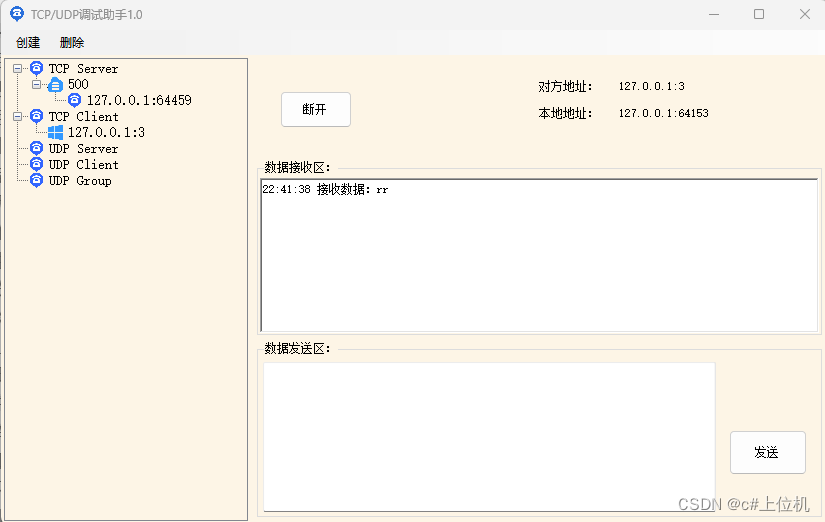 TCP/UDP调试助手1.0
创建 删除
TCP Server
500
127.0.0.1:64459
TCP Client
127.0.0.1:3
UDP Server
UDP Client
UDP Group
断开
对方地址： 127.0.0.1:3
本地地址： 127.0.0.1:64153
数据接收区：
22:41:38 接收数据：rr
数据发送区：
发送
CSDN @c#上位机